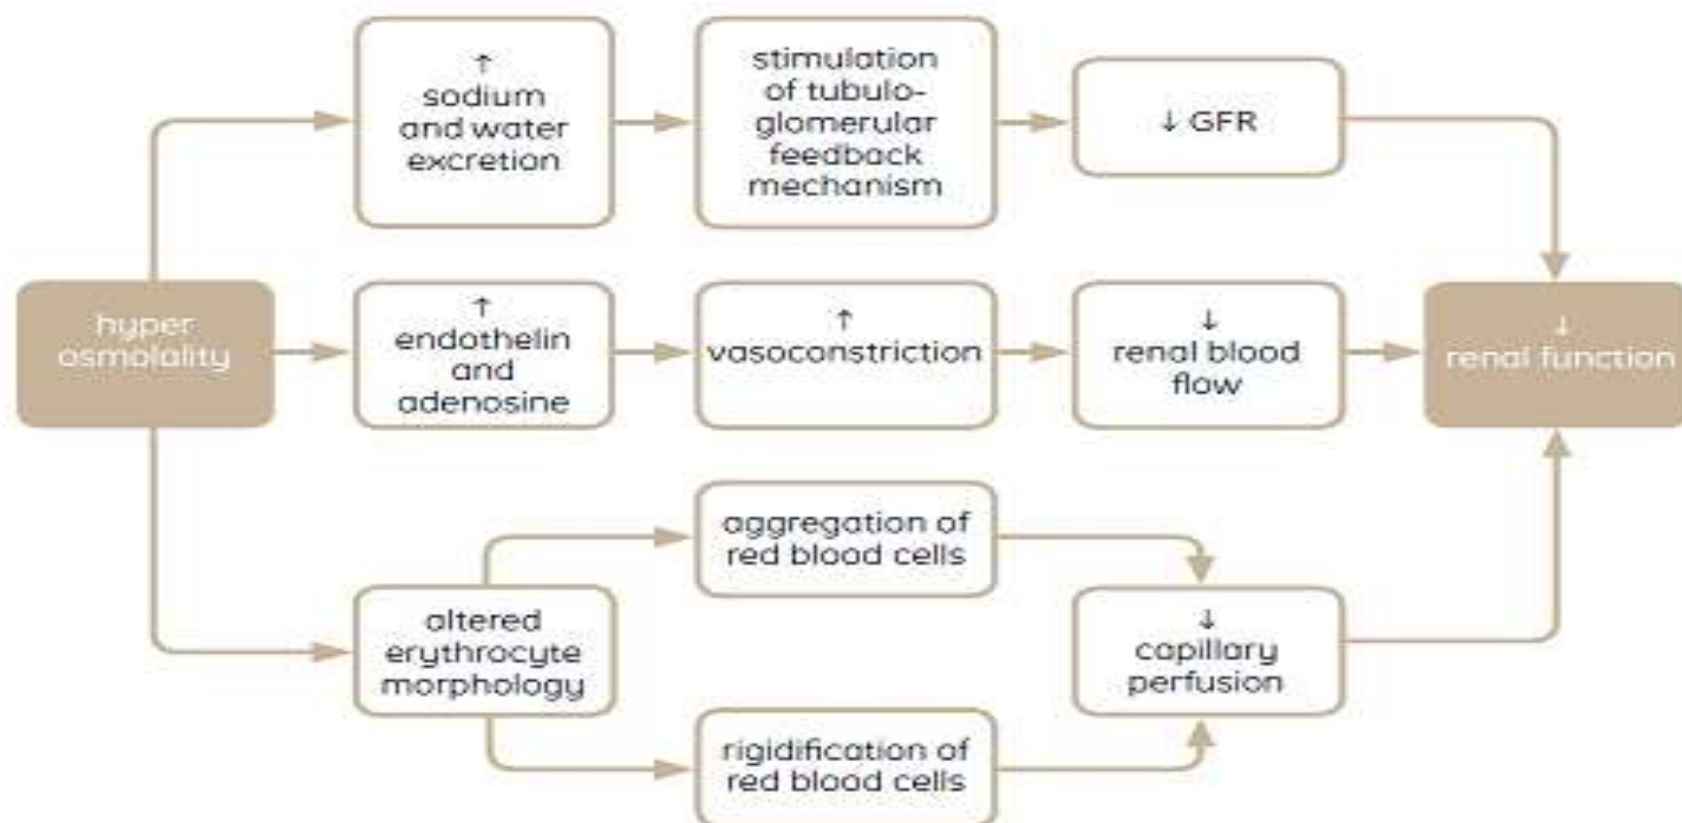 ↑
sodium
and water
excretion
stimulation
of tubulo-
glomerular
feedback
mechanism
↓ GFR
hyper
osmolality
↑
endothelin
and
adenosine
↑
vasoconstriction
↓
renal blood
flow
↓
renal function
aggregation of
red blood cells
altered
erythrocyte
morphology
↓
capillary
perfusion
rigidification of
red blood cells